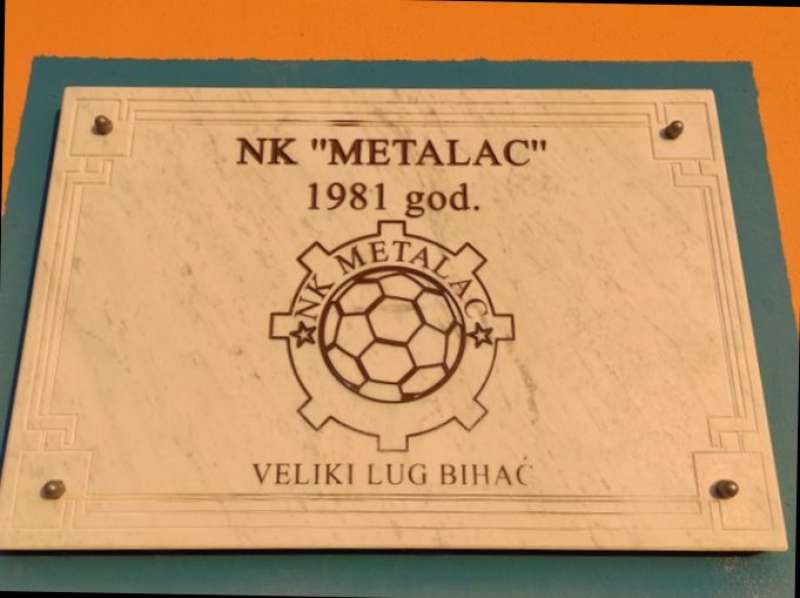 NK "METALAC"
1981 god.
NK METALAC
VELIKI LUG BIHAĆ